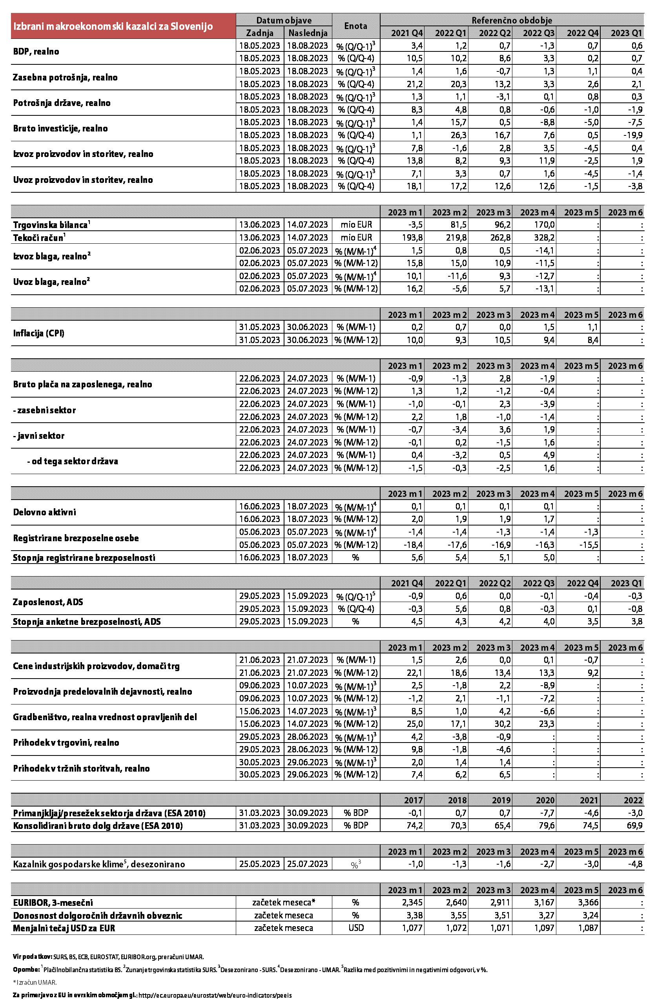 Izbrani makroekonomski kazalci za Slovenijo Datum objave Enota Referenčno obdobje
Zadnja Naslednja 2021 Q4 2022 Q1 2022 Q2 2022 Q3 2022 Q4 2023 Q1
BDP, realno 18.05.2023 18.08.2023 % (Q/Q-1)3 3,4 1,2 0,7 -1,3 0,7 0,6
18.05.2023 18.08.2023 % (Q/Q-4) 10,5 10,2 8,6 3,3 0,2 0,7
Zasebna potrošnja, realno 18.05.2023 18.08.2023 % (Q/Q-1)3 1,4 1,6 -0,7 1,3 1,1 0,4
18.05.2023 18.08.2023 % (Q/Q-4) 21,2 20,3 13,2 3,3 2,6 2,1
Potrošnja države, realno 18.05.2023 18.08.2023 % (Q/Q-1)3 1,3 1,1 -3,1 0,1 0,8 0,3
18.05.2023 18.08.2023 % (Q/Q-4) 8,3 4,8 0,8 -0,6 -1,0 -1,9
Bruto investicije, realno 18.05.2023 18.08.2023 % (Q/Q-1)3 1,4 15,7 0,5 -8,8 -5,0 -7,5
18.05.2023 18.08.2023 % (Q/Q-4) 1,1 26,3 16,7 7,6 0,5 -19,9
Izvoz proizvodov in storitev, realno 18.05.2023 18.08.2023 % (Q/Q-1)3 7,8 -1,6 2,8 3,5 -4,5 0,4
18.05.2023 18.08.2023 % (Q/Q-4) 13,8 8,2 9,3 11,9 -2,5 1,9
Uvoz proizvodov in storitev, realno 18.05.2023 18.08.2023 % (Q/Q-1)3 7,1 3,3 0,7 1,6 -4,5 -1,4
18.05.2023 18.08.2023 % (Q/Q-4) 18,1 17,2 12,6 12,6 -1,5 -3,8
2023 m 1 2023 m 2 2023 m 3 2023 m 4 2023 m 5 2023 m 6
Trgovinska bilanca1 13.06.2023 14.07.2023 mio EUR -3,5 81,5 96,2 170,0 : :
Tekoči račun1 13.06.2023 14.07.2023 mio EUR 193,8 219,8 262,8 328,2 : :
Izvoz blaga, realno2 02.06.2023 05.07.2023 % (M/M-1)4 1,5 0,8 0,5 -14,1 : :
02.06.2023 05.07.2023 % (M/M-12) 15,8 15,0 10,9 -11,5 : :
Uvoz blaga, realno2 02.06.2023 05.07.2023 % (M/M-1)4 10,1 -11,6 9,3 -12,7 : :
02.06.2023 05.07.2023 % (M/M-12) 16,2 -5,6 5,7 -13,1 : :
2023 m 1 2023 m 2 2023 m 3 2023 m 4 2023 m 5 2023 m 6
Inflacija (CPI) 31.05.2023 30.06.2023 % (M/M-1) 0,2 0,7 0,0 1,5 1,1 :
31.05.2023 30.06.2023 % (M/M-12) 10,0 9,3 10,5 9,4 8,4 :
2023 m 1 2023 m 2 2023 m 3 2023 m 4 2023 m 5 2023 m 6
Bruto plača na zaposlenega, realno 22.06.2023 24.07.2023 % (M/M-1) -0,9 -1,3 2,8 -1,9 : :
22.06.2023 24.07.2023 % (M/M-12) 1,3 1,2 -1,2 -0,4 : :
- zasebni sektor 22.06.2023 24.07.2023 % (M/M-1) -1,0 -0,1 2,3 -3,9 : :
22.06.2023 24.07.2023 % (M/M-12) 2,2 1,8 -1,0 -1,4 : :
- javni sektor 22.06.2023 24.07.2023 % (M/M-1) -0,7 -3,4 3,6 1,9 : :
22.06.2023 24.07.2023 % (M/M-12) -0,1 0,2 -1,5 1,6 : :
- od tega sektor država 22.06.2023 24.07.2023 % (M/M-1) 0,4 -3,2 0,5 4,9 : :
22.06.2023 24.07.2023 % (M/M-12) -1,5 -0,3 -2,5 1,6 : :
2023 m 1 2023 m 2 2023 m 3 2023 m 4 2023 m 5 2023 m 6
Delovno aktivni 16.06.2023 18.07.2023 % (M/M-1)4 0,1 0,1 0,1 0,1 : :
16.06.2023 18.07.2023 % (M/M-12) 2,0 1,9 1,9 1,7 : :
Registrirane brezposelne osebe 05.06.2023 05.07.2023 % (M/M-1)4 -1,4 -1,4 -1,3 -1,4 -1,3 :
05.06.2023 05.07.2023 % (M/M-12) -18,4 -17,6 -16,9 -16,3 -15,5 :
Stopnja registrirane brezposelnosti 16.06.2023 18.07.2023 % 5,6 5,4 5,1 5,0 : :
2021 Q4 2022 Q1 2022 Q2 2022 Q3 2022 Q4 2023 Q1
Zaposlenost, ADS 29.05.2023 15.09.2023 % (Q/Q-1)5 -0,9 0,6 0,0 -0,1 -0,4 -0,3
29.05.2023 15.09.2023 % (Q/Q-4) -0,3 5,6 0,8 -0,3 0,1 -0,8
Stopnja anketne brezposelnosti, ADS 29.05.2023 15.09.2023 % 4,5 4,3 4,2 4,0 3,5 3,8
2023 m 1 2023 m 2 2023 m 3 2023 m 4 2023 m 5 2023 m 6
Cene industrijskih proizvodov, domači trg 21.06.2023 21.07.2023 % (M/M-1) 1,5 2,6 0,0 0,1 -0,7 :
21.06.2023 21.07.2023 % (M/M-12) 22,1 18,6 13,4 13,3 9,2 :
Proizvodnja predelovalnih dejavnosti, realno 09.06.2023 10.07.2023 % (M/M-1)3 2,5 -1,8 2,2 -8,9 : :
09.06.2023 10.07.2023 % (M/M-12) -1,2 2,1 -1,1 -7,2 : :
Gradbeništvo, realna vrednost opravljenih del 15.06.2023 14.07.2023 % (M/M-1)3 8,5 1,0 4,2 -6,6 : :
15.06.2023 14.07.2023 % (M/M-12) 25,0 17,1 30,2 23,3 : :
Prihodek v trgovini, realno 29.05.2023 28.06.2023 % (M/M-1)3 4,2 -3,8 -0,9 : : :
29.05.2023 28.06.2023 % (M/M-12) 9,8 -1,8 -4,6 : : :
Prihodek v tržnih storitvah, realno 30.05.2023 29.06.2023 % (M/M-1)3 2,0 1,4 1,4 : : :
30.05.2023 29.06.2023 % (M/M-12) 7,4 6,2 6,5 : : :
2017 2018 2019 2020 2021 2022
Primanjkljaj/presežek sektorja država (ESA 2010) 31.03.2023 30.09.2023 % BDP -0,1 0,7 0,7 -7,7 -4,6 -3,0
Konsolidirani bruto dolg države (ESA 2010) 31.03.2023 30.09.2023 % BDP 74,2 70,3 65,4 79,6 74,5 69,9
2023 m 1 2023 m 2 2023 m 3 2023 m 4 2023 m 5 2023 m 6
Kazalnik gospodarske klime5, desezonirano 25.05.2023 25.07.2023 %3 -1,0 -1,3 -1,6 -2,7 -3,0 -4,8
2023 m 1 2023 m 2 2023 m 3 2023 m 4 2023 m 5 2023 m 6
EURIBOR, 3-mesečni začetek meseca* % 2,345 2,640 2,911 3,167 3,366 :
Donosnost dolgoročnih državnih obveznic začetek meseca % 3,38 3,55 3,51 3,27 3,24 :
Menjalni tečaj USD za EUR začetek meseca USD 1,077 1,072 1,071 1,097 1,087 :
Vir podatkov: SURS, BS, ECB, EUROSTAT, EURIBOR.org, preračuni UMAR.
Opombe: 1 Plačilnobilančna statistika BS. 2 Zunanjetrgovinska statistika SURS. 3 Desezonirano - SURS. 4 Desezonirano - UMAR. 5 Razlika med pozitivnimi in negativnimi odgovori, v %.
* Izračun UMAR.
Za primerjavo z EU in evrskim območjem gl.: http://ec.europa.eu/eurostat/web/euro-indicators/peeis